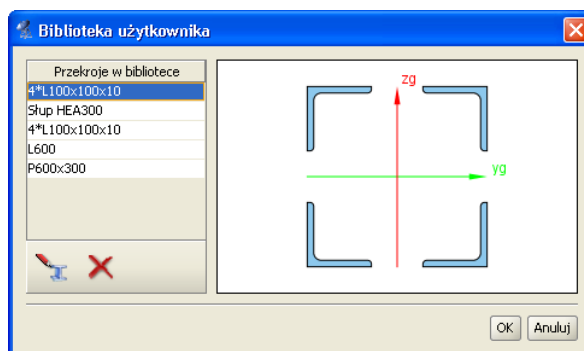 Biblioteka użytkownika
Przekroje w bibliotece
4*L100x100x10
Słup HEA300
4*L100x100x10
L600
P600x300
zg
yg
OK Anuluj